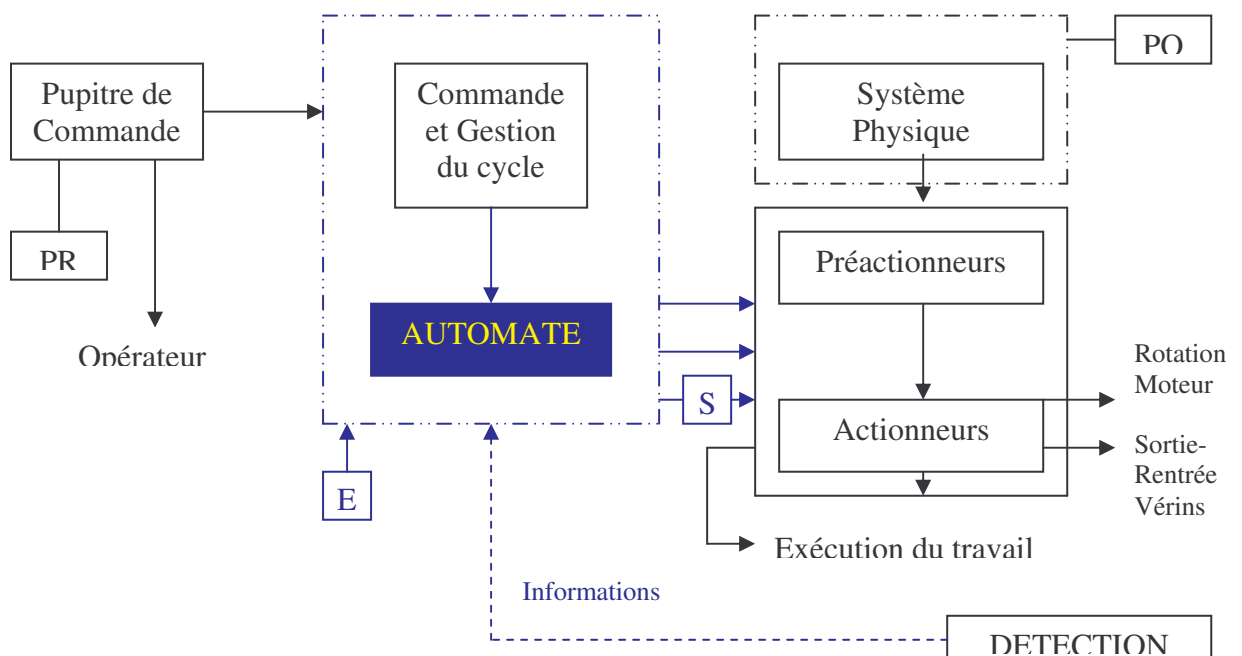 PO
Pupitre de
Commande
Commande
et Gestion
du cycle
Système
Physique
PR
Préactionneurs
AUTOMATE
Opérateur
Rotation
Moteur
S
Actionneurs
Sortie-
Rentrée
Vérins
E
Exécution du travail
Informations
DETECTION